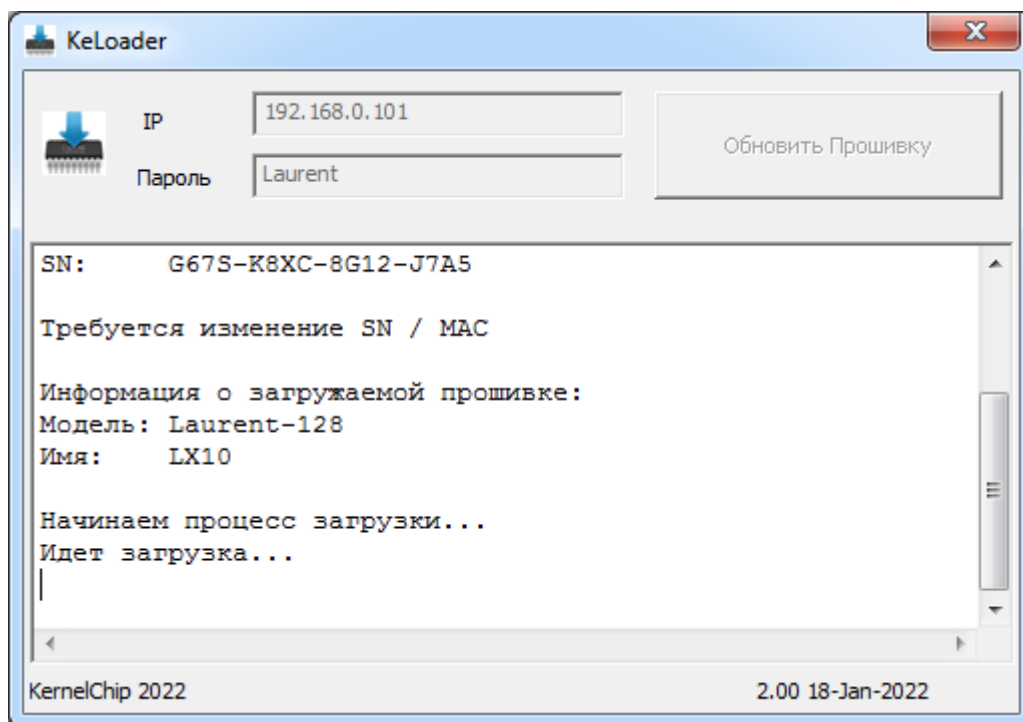 KeLoader
IP
192.168.0.101
Обновить Прошивку
Пароль
Laurent
SN: G67S-K8XC-8G12-J7A5
Требуется изменение SN / MAC
Информация о загружаемой прошивке:
Модель: Laurent-128
Имя: LX10
Начинаем процесс загрузки...
Идет загрузка...
KernelChip 2022
2.00 18-Jan-2022